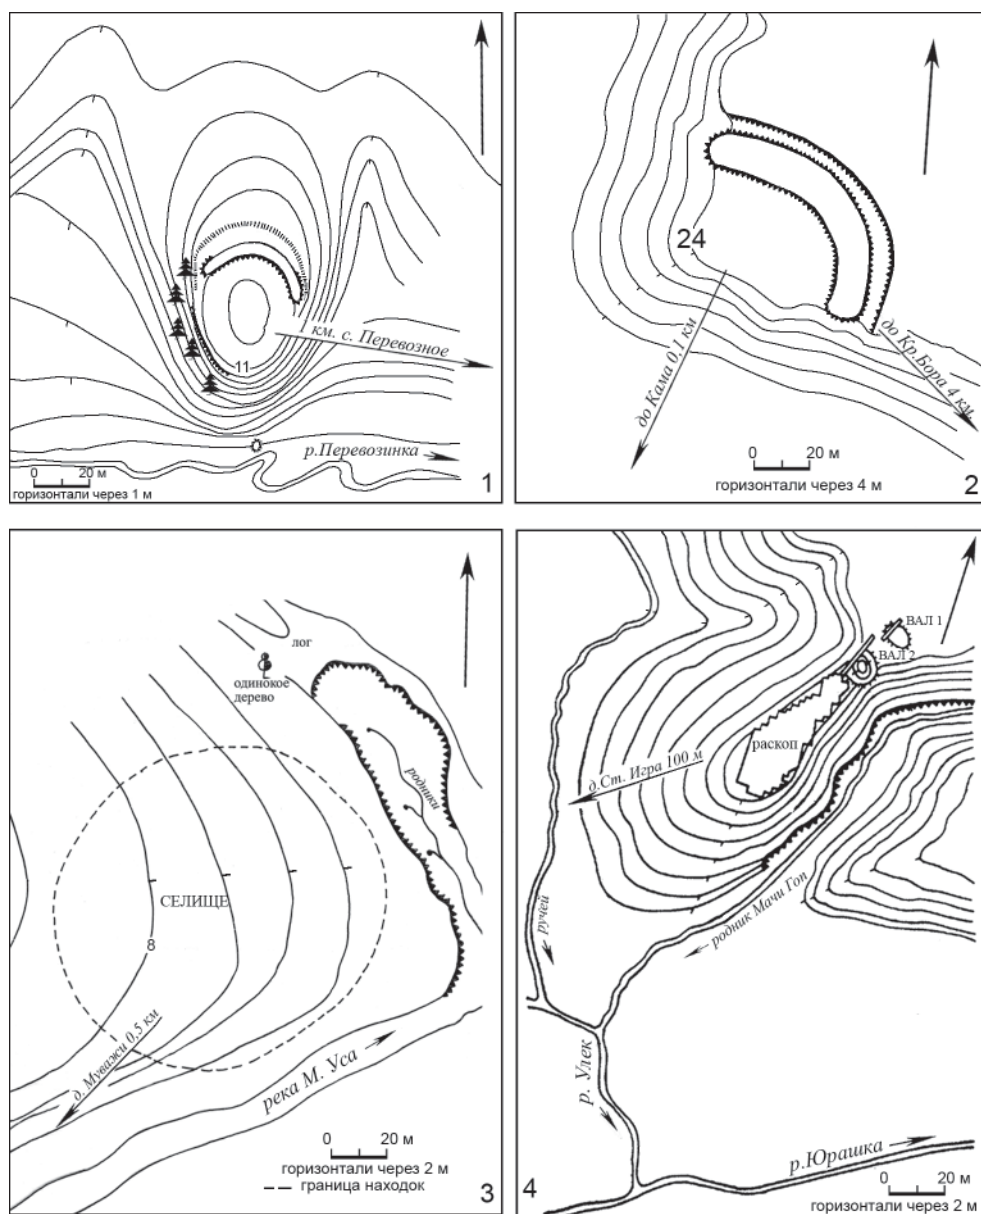 11
1 км. с. Перевозное
р.Перевозинка
0 20 м
горизонтали через 1 м
1
24
до Кама 0,1 км
до Кр.Бора 4 км.
0 20 м
горизонтали через 4 м
2
лог
одинокое
дерево
родники
СЕЛИЩЕ
8
д. Муважи 0,5 км
река М. Уса
0 20 м
горизонтали через 2 м
граница находок
3
ВАЛ 1
ВАЛ 2
раскоп
д.Ст. Игра 100 м
ручей
родник Мачи Гоп
р. Улек
р.Юрашка
0 20 м
горизонтали через 2 м
4